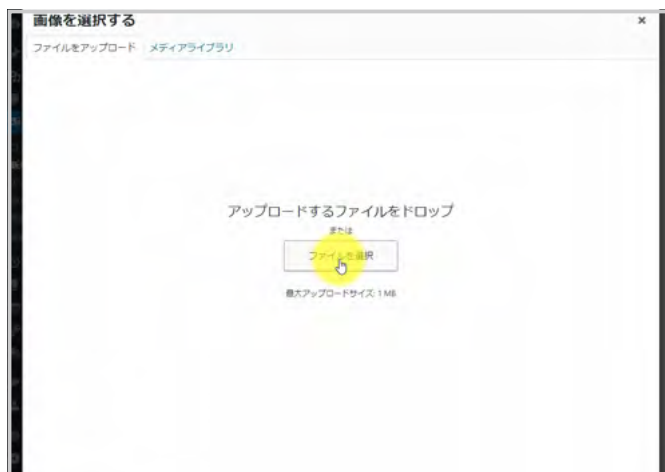 画像を選択する
×
ファイルをアップロード メディアライブラリ
アップロードするファイルをドロップ
または
ファイルを選択
最大アップロードサイズ: 1 MB